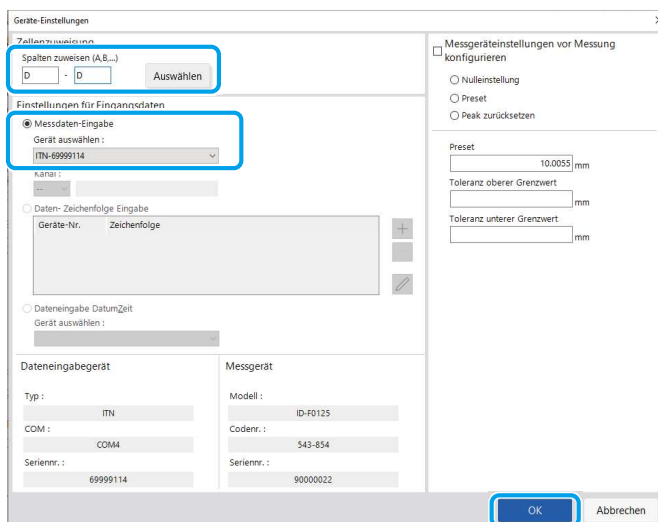 Geräte-Einstellungen
Zellenzuweisung
Spalten zuweisen (A,B,...)
D - D Auswählen
Einstellungen für Eingangsdaten
Messdaten-Eingabe
Gerät auswählen :
ITN-69999114
Kanal :
--
Daten- Zeichenfolge Eingabe
Geräte-Nr. Zeichenfolge
Dateneingabe DatumZeit
Gerät auswählen :
Dateneingabegerät
Typ :
ITN
COM :
COM4
Seriennr. :
69999114
Messgerät
Modell :
ID-F0125
Codenr. :
543-854
Seriennr. :
90000022
Messgeräteinstellungen vor Messung
konfigurieren
Nulleinstellung
Preset
Peak zurücksetzen
Preset
10.0055 mm
Toleranz oberer Grenzwert
mm
Toleranz unterer Grenzwert
mm
OK Abbrechen